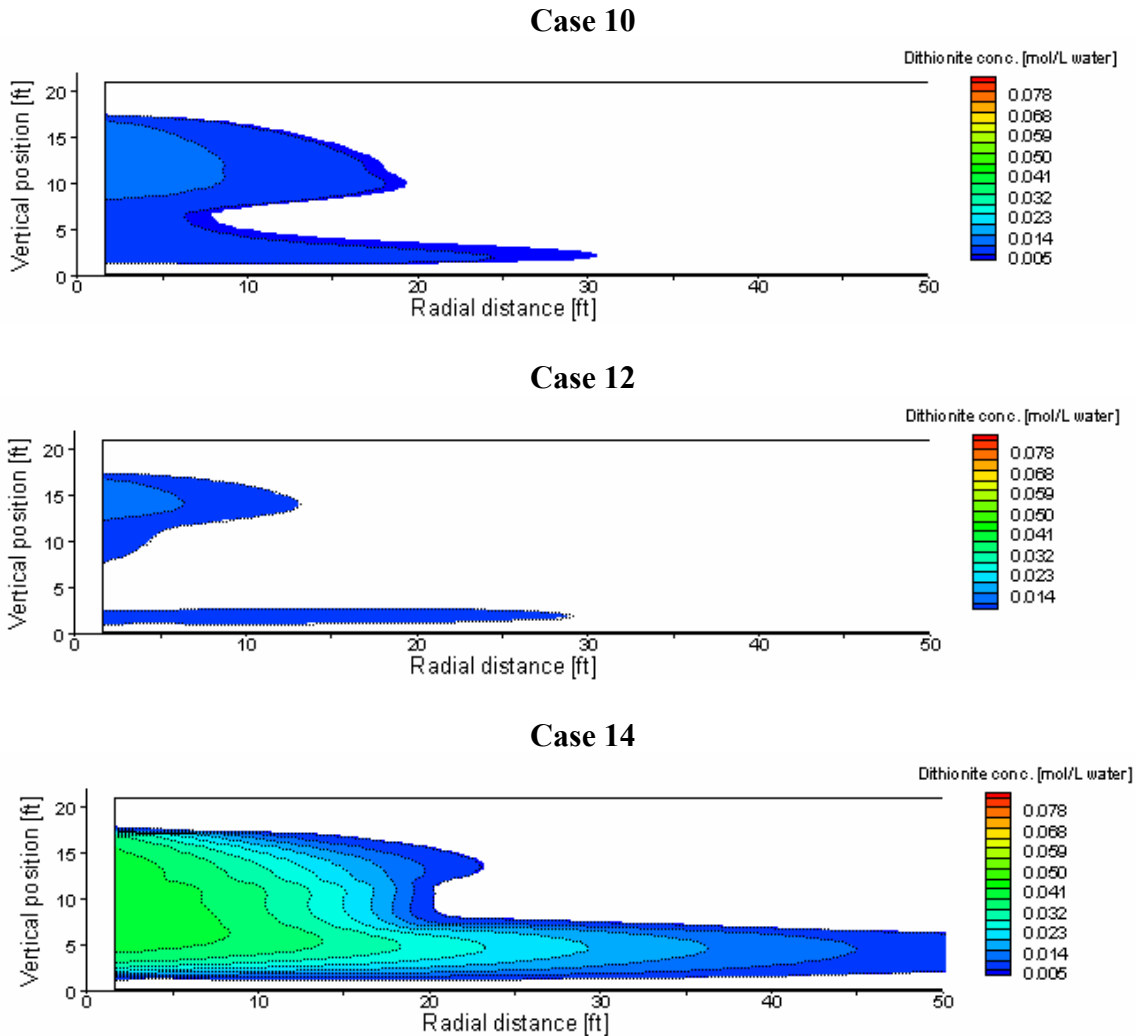 Case 10
Dithionite conc. [mol/L water]
0.078
0.068
0.059
0.050
0.041
0.032
0.023
0.014
0.005
Vertical position [ft]
20
15
10
5
0
0 10 20 30 40 50
Radial distance [ft]
Case 12
Dithionite conc. [mol/L water]
0.078
0.068
0.059
0.050
0.041
0.032
0.023
0.014
Vertical position [ft]
20
15
10
5
0
0 10 20 30 40 50
Radial distance [ft]
Case 14
Dithionite conc. [mol/L water]
0.078
0.068
0.059
0.050
0.041
0.032
0.023
0.014
0.005
Vertical position [ft]
20
15
10
5
0
0 10 20 30 40 50
Radial distance [ft]